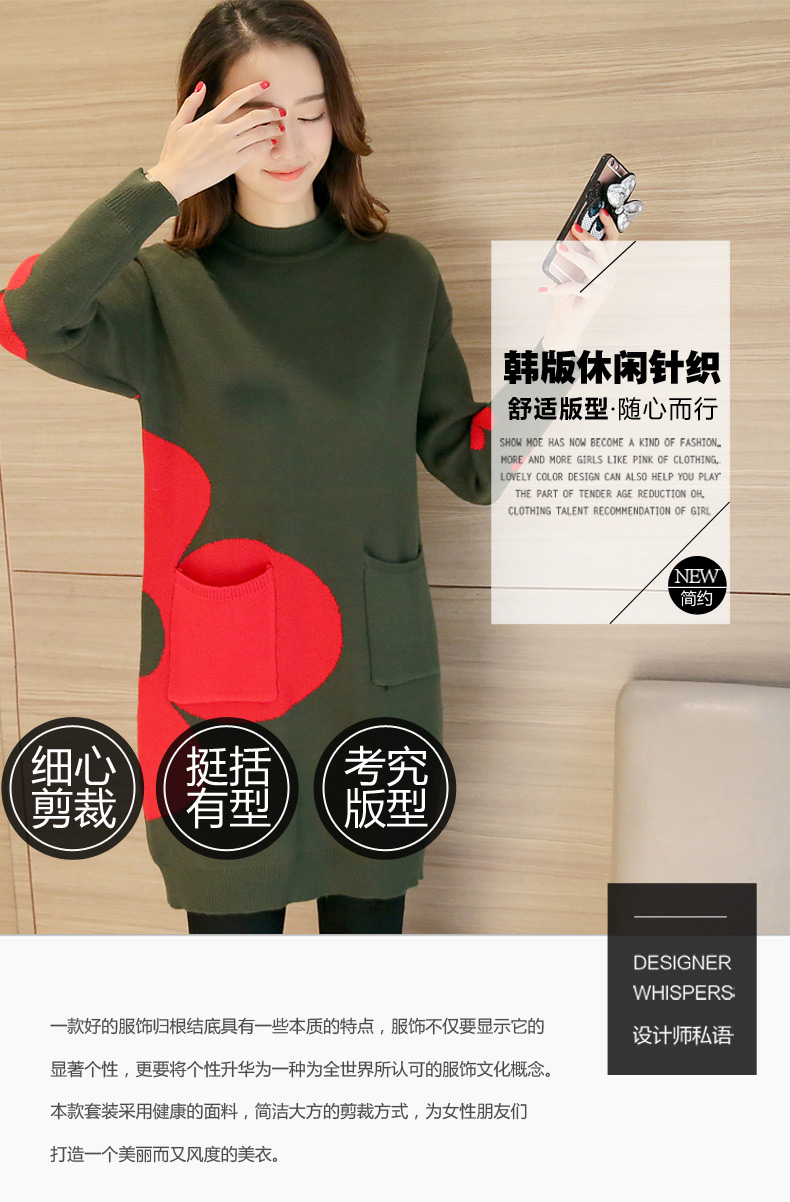 韩版休闲针织
舒适版型·随心而行
SHOW MOE HAS NOW BECOME A KIND OF FASHION,
MORE AND MORE GIRLS LIKE PINK OF CLOTHING,
LOVELY COLOR DESIGN CAN ALSO HELP YOU PLAY
THE PART OF TENDER AGE REDUCTION OH,
CLOTHING TALENT RECOMMENDATION OF GIRL
NEW
简约
细心
剪裁
挺括
有型
考究
版型
DESIGNER
WHISPERS
设计师私语
一款好的服饰归根结底具有一些本质的特点，服饰不仅要显示它的
显著个性，更要将个性升华为一种为全世界所认可的服饰文化概念。
本款套装采用健康的面料，简洁大方的剪裁方式，为女性朋友们
打造一个美丽而又风度的美衣。